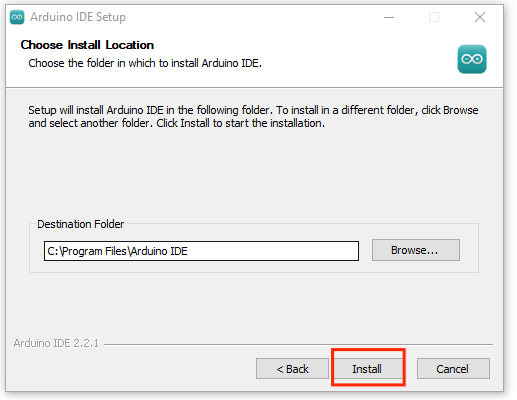 Arduino IDE Setup
Choose Install Location
Choose the folder in which to install Arduino IDE.
Setup will install Arduino IDE in the following folder. To install in a different folder, click Browse
and select another folder. Click Install to start the installation.
Destination Folder
C:\Program Files\Arduino IDE
Browse...
Arduino IDE 2.2.1
< Back
Install
Cancel